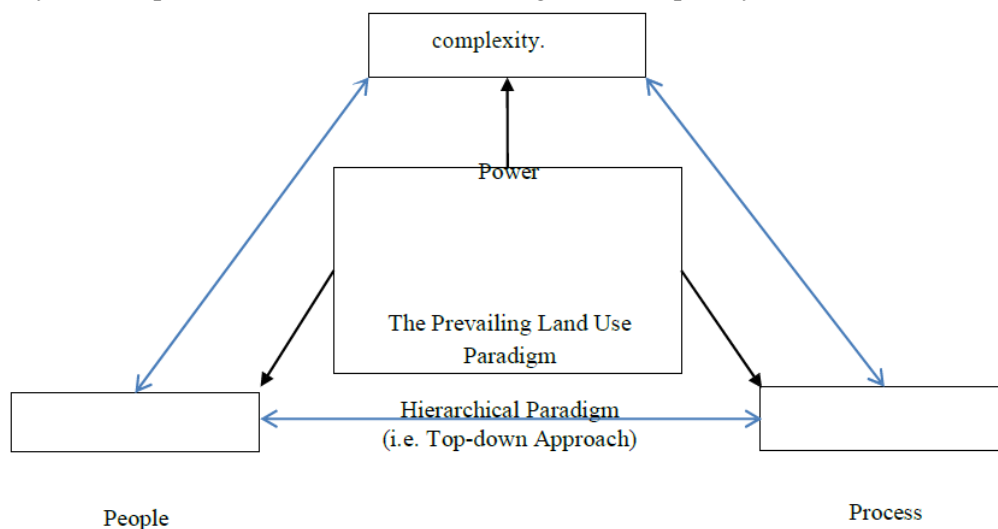 complexity.
Power
The Prevailing Land Use
Paradigm
Hierarchical Paradigm
(i.e. Top-down Approach)
People
Process